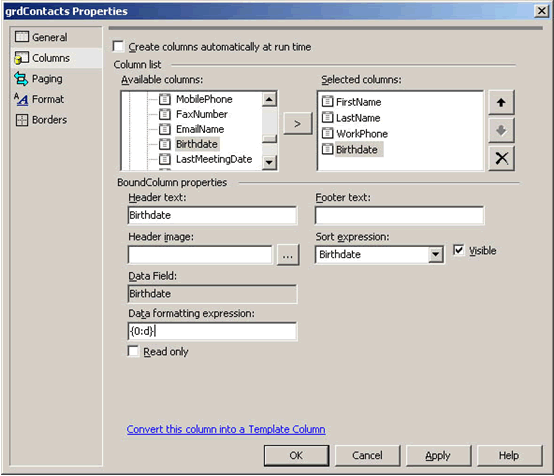 grdContacts Properties
General
Columns
Paging
Format
Borders
Create columns automatically at run time
Column list
Available columns:
Selected columns:
MobilePhone
FaxNumber
EmailName
Birthdate
LastMeetingDate
>
FirstName
LastName
WorkPhone
Birthdate
BoundColumn properties
Header text:
Footer text:
Birthdate
Header image:
Sort expression:
...
Birthdate
Visible
Data Field:
Birthdate
Data formatting expression:
{0:d}
Read only
Convert this column into a Template Column
OK
Cancel
Apply
Help